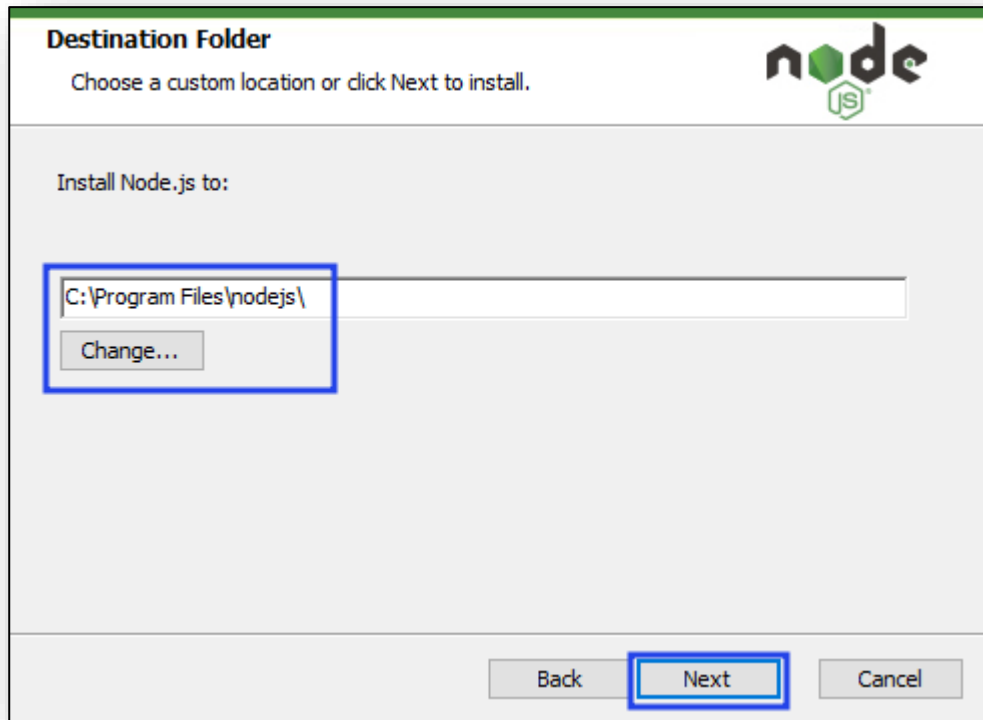 Destination Folder
Choose a custom location or click Next to install.
node
JS
Install Node.js to:
C:\Program Files\nodejs\
Change...
Back Next Cancel